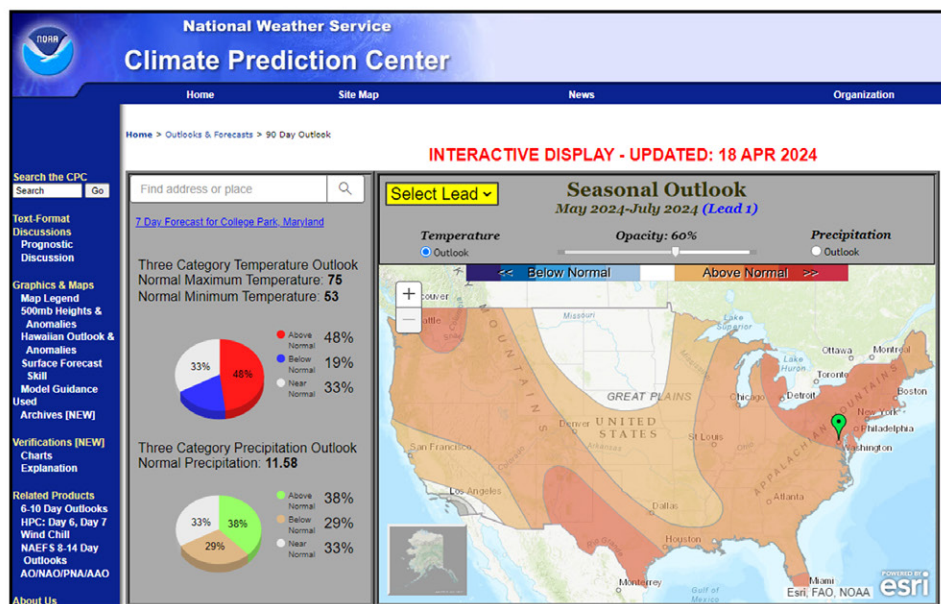 NOAA
National Weather Service
Climate Prediction Center
Home Site Map News Organization
Home > Outlooks & Forecasts > 90 Day Outlook
INTERACTIVE DISPLAY - UPDATED: 18 APR 2024
Search the CPC
Search Go
Text-Format
Discussions
Prognostic
Discussion
Graphics & Maps
Map Legend
500mb Heights &
Anomalies
Hawaiian Outlook &
Anomalies
Surface Forecast
Skill
Model Guidance
Used
Archives [NEW]
Verifications [NEW]
Charts
Explanation
Related Products
6-10 Day Outlooks
HPC: Day 6, Day 7
Wind Chill
NAEFS 8-14 Day
Outlooks
AO/NAO/PNA/AAO
About Us
Find address or place
7 Day Forecast for College Park, Maryland
Three Category Temperature Outlook
Normal Maximum Temperature: 75
Normal Minimum Temperature: 53
33%
48%
Above Normal 48%
Below Normal 19%
Near Normal 33%
Three Category Precipitation Outlook
Normal Precipitation: 11.58
33%
38%
29%
Above Normal 38%
Below Normal 29%
Near Normal 33%
Select Lead
Seasonal Outlook
May 2024-July 2024 (Lead 1)
Temperature Opacity: 60% Precipitation
Outlook Outlook
<< Below Normal Above Normal >>
+
−
couver
attle
Missouri
Lake
Superior
MOUNTAINS
Ottawa
Montreal
Lake
Huron
Toronto
GREAT PLAINS
Chicago
Detroit
Boston
New York
Philadelphia
Denver
UNITED
STATES
St Louis
Ohio
Washington
APPALACHIAN MOUNTAINS
San Francisco
Arkansas
Los Angeles
Dallas
Atlanta
Houston
Rio Grande
Monterrey
Miami
Gulf of
Mexico
Esri, FAO, NOAA
POWERED BY
esri